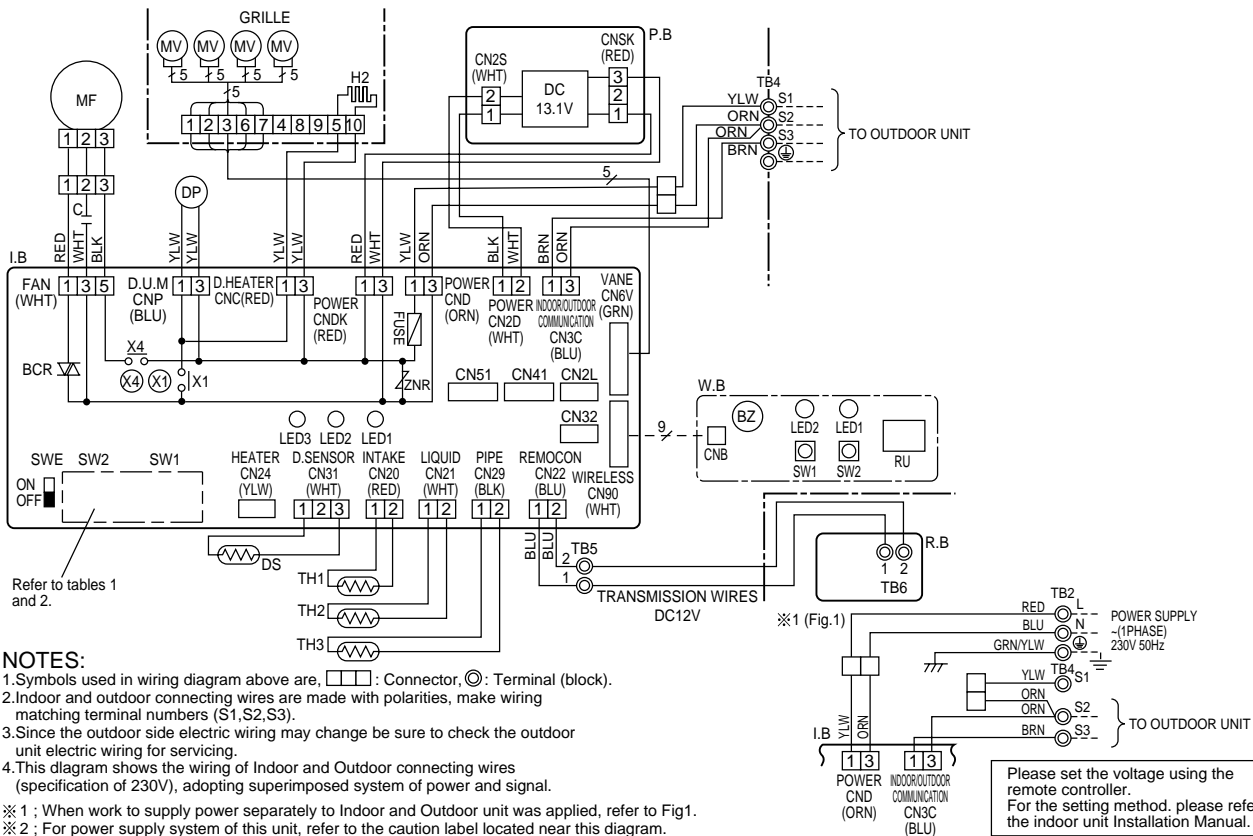 GRILLE
MV MV MV MV
5 5 5 5
5
H2
1 2 3 6 7 4 8 9 5 10
MF
1 2 3
1 2 3
C
DP
P.B
CN2S
(WHT)
2
1
DC
13.1V
CNSK
(RED)
3
2
1
TB4
YLW S1
ORN S2
ORN S3
BRN
TO OUTDOOR UNIT
5
I.B
RED WHT BLK
YLW YLW
YLW YLW
RED WHT
YLW ORN
BLK WHT
BRN ORN
FAN
(WHT)
1 3 5
D.U.M
CNP
(BLU)
1 3
D.HEATER
CNC(RED)
1 3
POWER
CNDK
(RED)
1 3
1 3
POWER
CND
(ORN)
1 2
POWER
CN2D
(WHT)
1 3
INDOOR/OUTDOOR
COMMUNICATION
CN3C
(BLU)
VANE
CN6V
(GRN)
FUSE
X4
BCR
X4 X1 X1
ZNR
CN51 CN41 CN2L
CN32
LED3 LED2 LED1
SWE SW2 SW1
ON
OFF
HEATER
CN24
(YLW)
D.SENSOR
CN31
(WHT)
1 2 3
INTAKE
CN20
(RED)
1 2
LIQUID
CN21
(WHT)
1 2
PIPE
CN29
(BLK)
1 2
REMOCON
CN22
(BLU)
1 2
WIRELESS
CN90
(WHT)
9
W.B
BZ
LED2 LED1
CNB
SW1 SW2
RU
Refer to tables 1
and 2.
DS
TH1
TH2
TH3
BLU BLU
2 TB5
1
TRANSMISSION WIRES
DC12V
R.B
1 2
TB6
※1 (Fig.1)
TB2
RED L
BLU N
GRN/YLW
POWER SUPPLY
~(1PHASE)
230V 50Hz
TB4
YLW S1
ORN
ORN S2
BRN S3
TO OUTDOOR UNIT
I.B
YLW ORN
1 3
POWER
CND
(ORN)
1 3
INDOOR/OUTDOOR
COMMUNICATION
CN3C
(BLU)
NOTES:
1.Symbols used in wiring diagram above are, : Connector, ◎: Terminal (block).
2.Indoor and outdoor connecting wires are made with polarities, make wiring
matching terminal numbers (S1,S2,S3).
3.Since the outdoor side electric wiring may change be sure to check the outdoor
unit electric wiring for servicing.
4.This diagram shows the wiring of Indoor and Outdoor connecting wires
(specification of 230V), adopting superimposed system of power and signal.
※1 ; When work to supply power separately to Indoor and Outdoor unit was applied, refer to Fig1.
※2 ; For power supply system of this unit, refer to the caution label located near this diagram.
Please set the voltage using the
remote controller.
For the setting method. please refe
the indoor unit Installation Manual.